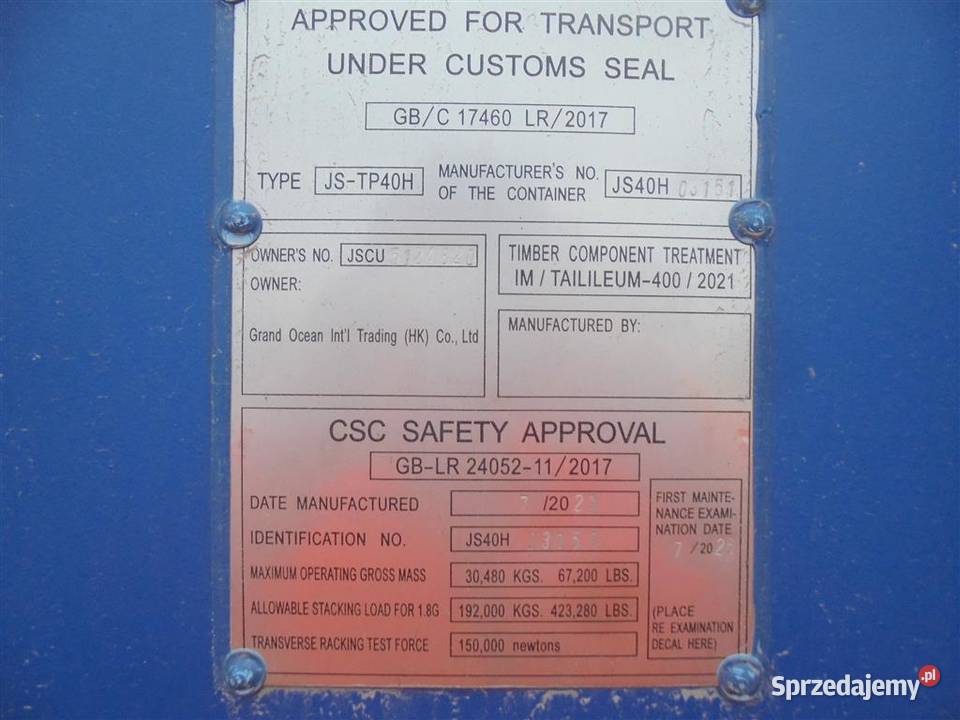 APPROVED FOR TRANSPORT
UNDER CUSTOMS SEAL
GB/C 17460 LR/2017
TYPE JS-TP40H MANUFACTURER'S NO. OF THE CONTAINER JS40H
OWNER'S NO. JSCU
OWNER:
Grand Ocean Int'l Trading (HK) Co., Ltd
TIMBER COMPONENT TREATMENT
IM / TAILILEUM-400 / 2021
MANUFACTURED BY:
CSC SAFETY APPROVAL
GB-LR 24052-11/2017
DATE MANUFACTURED 7 /20
IDENTIFICATION NO. JS40H
MAXIMUM OPERATING GROSS MASS 30,480 KGS. 67,200 LBS.
ALLOWABLE STACKING LOAD FOR 1.8G 192,000 KGS. 423,280 LBS.
TRANSVERSE RACKING TEST FORCE 150,000 newtons
FIRST MAINTE-
NANCE EXAMI-
NATION DATE
7 /20
(PLACE
RE EXAMINATION
DECAL HERE)
Sprzedajemy.pl